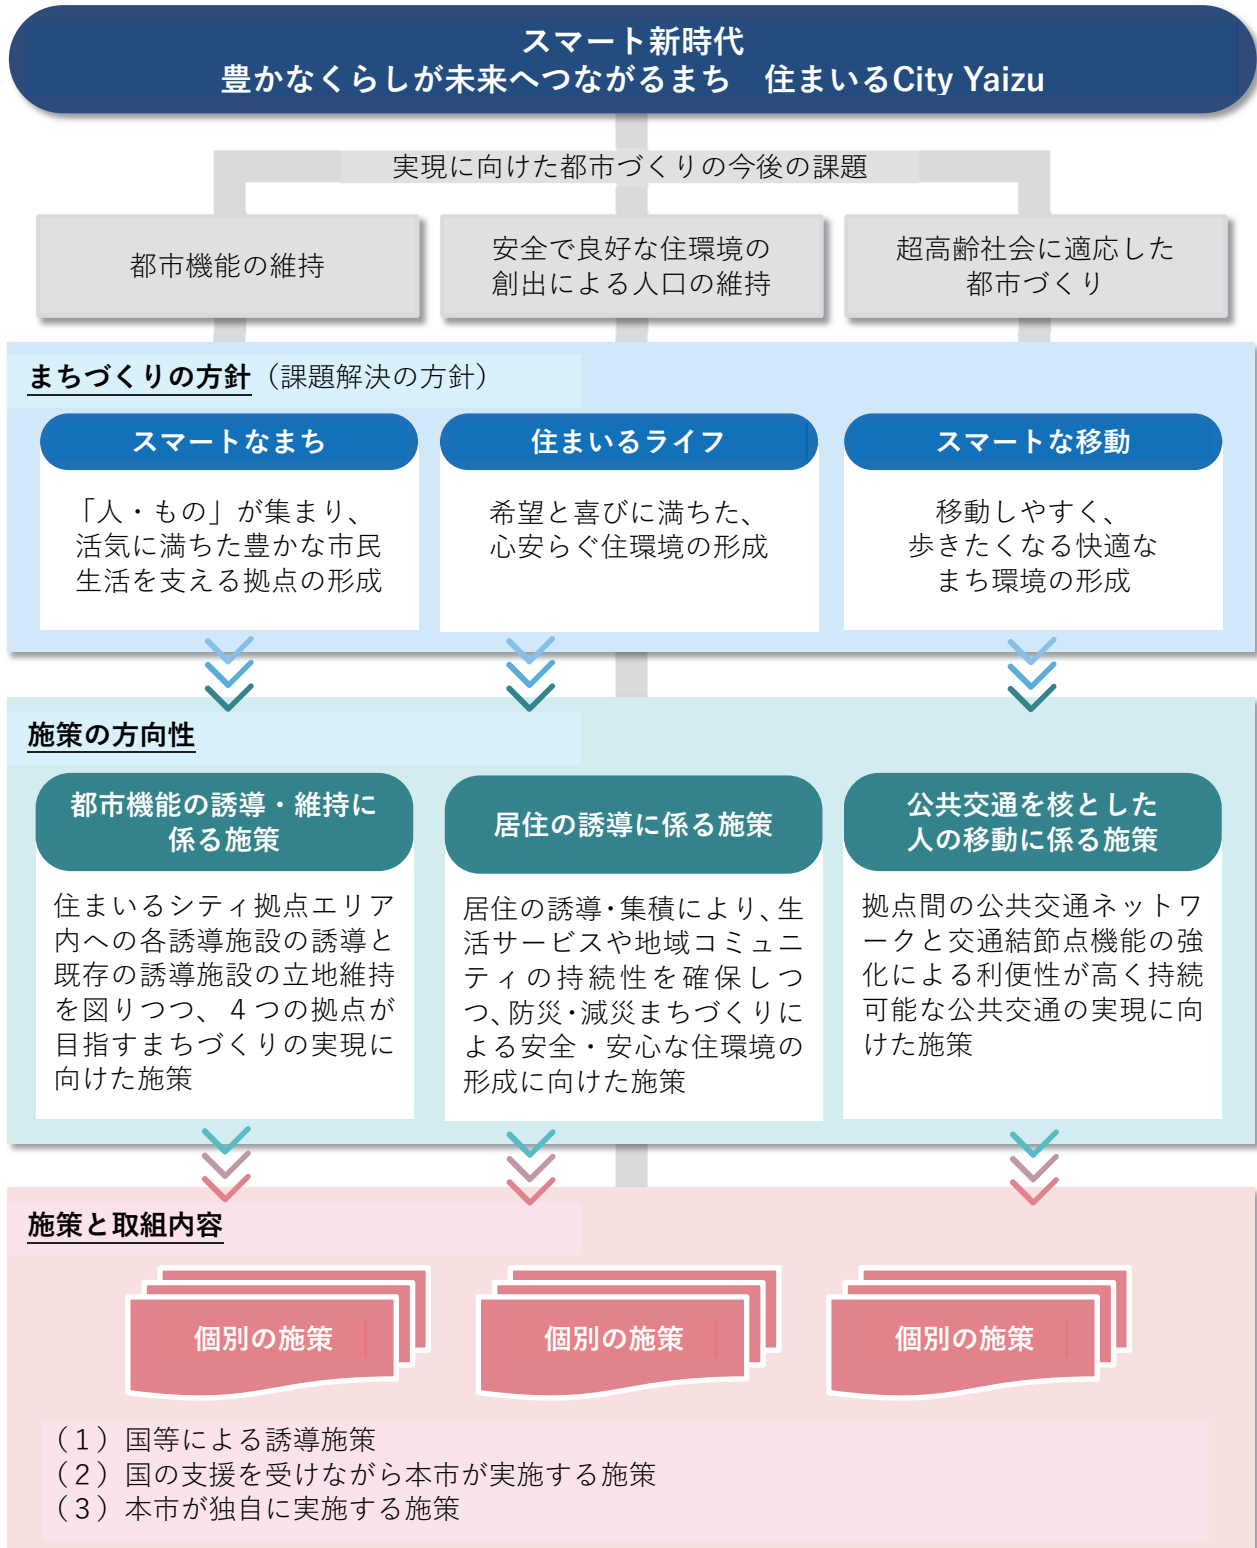 スマート新時代
豊かなくらしが未来へつながるまち　住まいるCity Yaizu
実現に向けた都市づくりの今後の課題
都市機能の維持
安全で良好な住環境の
創出による人口の維持
超高齢社会に適応した
都市づくり
まちづくりの方針（課題解決の方針）
スマートなまち
「人・もの」が集まり、
活気に満ちた豊かな市民
生活を支える拠点の形成
住まいるライフ
希望と喜びに満ちた、
心安らぐ住環境の形成
スマートな移動
移動しやすく、
歩きたくなる快適な
まち環境の形成
施策の方向性
都市機能の誘導・維持に
係る施策
住まいるシティ拠点エリア
内への各誘導施設の誘導と
既存の誘導施設の立地維持
を図りつつ、４つの拠点が
目指すまちづくりの実現に
向けた施策
居住の誘導に係る施策
居住の誘導・集積により、生
活サービスや地域コミュニ
ティの持続性を確保しつ
つ、防災・減災まちづくりに
よる安全・安心な住環境の
形成に向けた施策
公共交通を核とした
人の移動に係る施策
拠点間の公共交通ネットワ
ークと交通結節点機能の強
化による利便性が高く持続
可能な公共交通の実現に向
けた施策
施策と取組内容
個別の施策
個別の施策
個別の施策
（１）国等による誘導施策
（２）国の支援を受けながら本市が実施する施策
（３）本市が独自に実施する施策